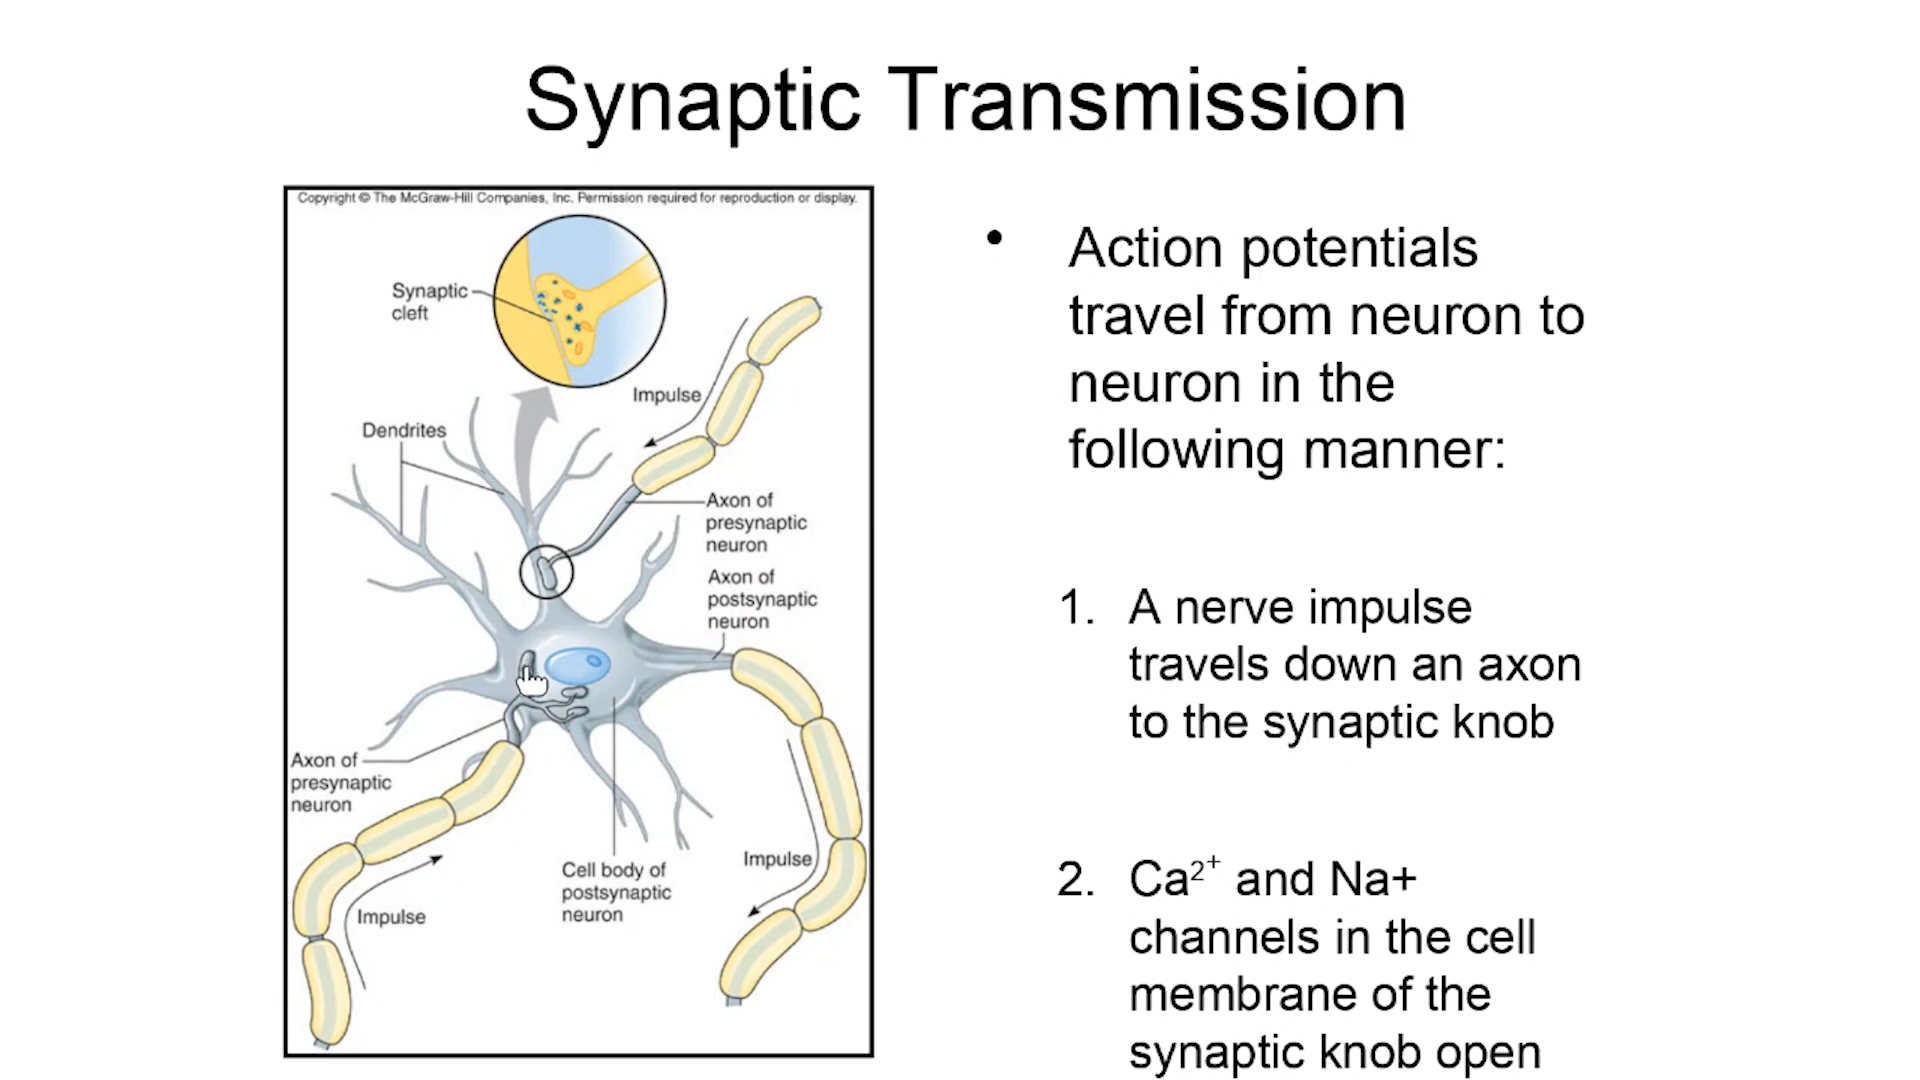 Synaptic Transmission
Copyright © The McGraw-Hill Companies, Inc. Permission required for reproduction or display.
Synaptic
cleft
Impulse
Dendrites
Axon of
presynaptic
neuron
Axon of
postsynaptic
neuron
Axon of
presynaptic
neuron
Impulse
Cell body of
postsynaptic
neuron
Impulse
• Action potentials
travel from neuron to
neuron in the
following manner:
1. A nerve impulse
travels down an axon
to the synaptic knob
2. Ca²⁺ and Na+
channels in the cell
membrane of the
synaptic knob open